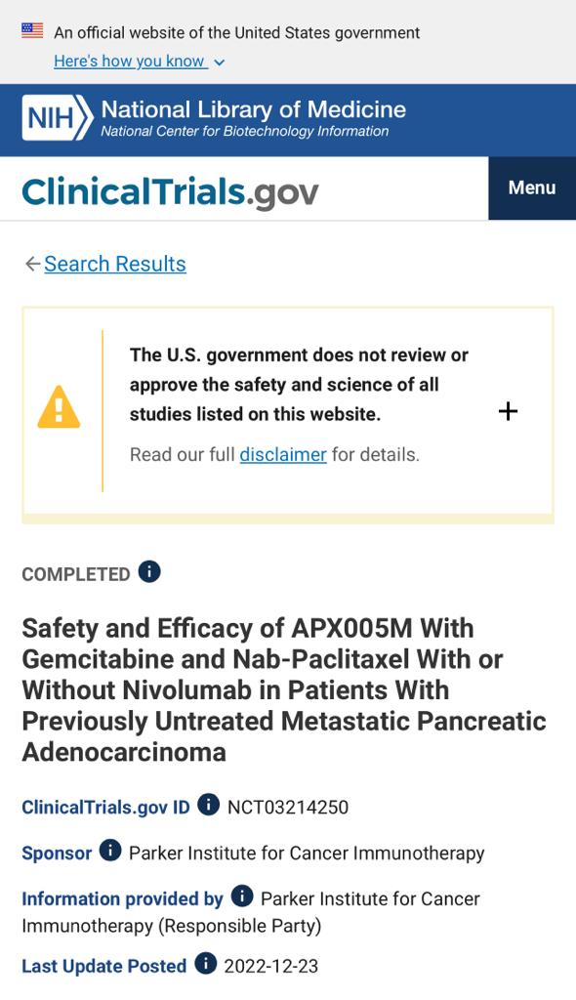 An official website of the United States government
Here's how you know
NIH National Library of Medicine
National Center for Biotechnology Information
ClinicalTrials.gov
Menu
Search Results
The U.S. government does not review or
approve the safety and science of all
studies listed on this website.
Read our full disclaimer for details.
COMPLETED
Safety and Efficacy of APX005M With
Gemcitabine and Nab-Paclitaxel With or
Without Nivolumab in Patients With
Previously Untreated Metastatic Pancreatic
Adenocarcinoma
ClinicalTrials.gov ID NCT03214250
Sponsor Parker Institute for Cancer Immunotherapy
Information provided by Parker Institute for Cancer
Immunotherapy (Responsible Party)
Last Update Posted 2022-12-23